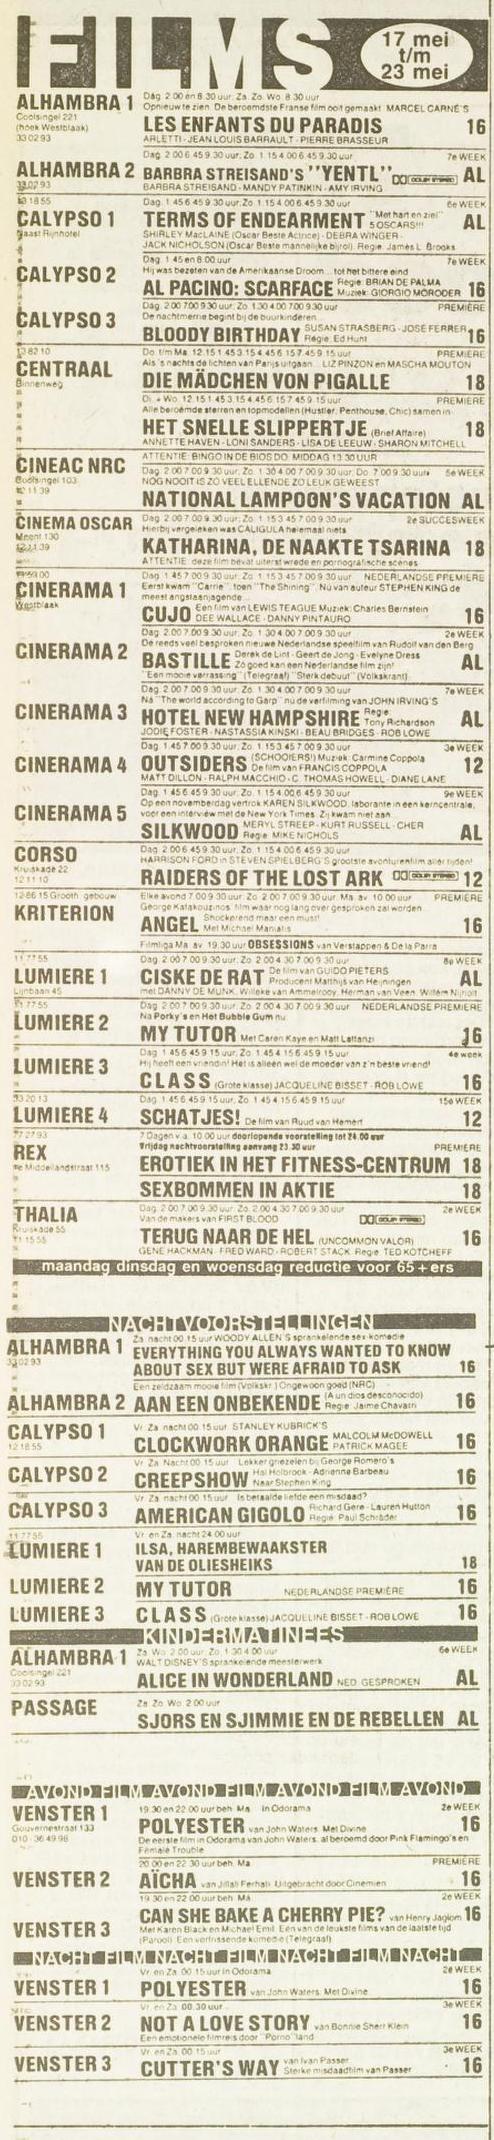 FILMS
17 mei
t/m
23 mei
ALHAMBRA 1
Coolsingel 221
(hoek Westblaak)
33 02 93
Dag. 2.00 en 8.30 uur; Za. Zo. Wo. 8.30 uur
Opnieuw te zien. De beroemdste Franse film ooit gemaakt. MARCEL CARNÉ'S
LES ENFANTS DU PARADIS 16
ARLETTI - JEAN LOUIS BARRAULT - PIERRE BRASSEUR
ALHAMBRA 2
33 02 93
Dag. 2.00 6.45 9.30 uur; Zo. 1.15 4.00 6.45 9.30 uur 7e WEEK
BARBRA STREISAND'S "YENTL" DOLBY STEREO AL
BARBRA STREISAND - MANDY PATINKIN - AMY IRVING
CALYPSO 1
Naast Rijnhotel
Dag. 1.45 6.45 9.30 uur; Zo. 1.15 4.00 6.45 9.30 uur 6e WEEK
TERMS OF ENDEARMENT "Met hart en ziel" 5 OSCARS!!! AL
SHIRLEY MacLAINE (Oscar Beste Actrice) - DEBRA WINGER -
JACK NICHOLSON (Oscar Beste mannelijke bijrol). Regie: James L. Brooks
CALYPSO 2
Dag. 1.45 en 8.00 uur 7e WEEK
Hij was bezeten van de Amerikaanse Droom... tot het bittere eind
AL PACINO: SCARFACE Regie: BRIAN DE PALMA Muziek: GIORGIO MORODER 16
CALYPSO 3
Dag. 2.00 7.00 9.30 uur; Zo. 1.30 4.00 7.00 9.30 uur PREMIÈRE
De nachtmerrie begint bij de buurkinderen...
BLOODY BIRTHDAY SUSAN STRASBERG - JOSÉ FERRER Regie: Ed Hunt 16
CENTRAAL
Binnenweg
Do. t/m Ma. 12.15 1.45 3.15 4.45 6.15 7.45 9.15 uur PREMIERE
Als 's nachts de lichten van Parijs uitgaan... LIZ PINZON en MASCHA MOUTON
DIE MÄDCHEN VON PIGALLE 18
Di. + Wo. 12.15 1.45 3.15 4.45 6.15 7.45 9.15 uur PREMIERE
Alle beroemde sterren en topmodellen (Hustler, Penthouse, Chic) samen in
HET SNELLE SLIPPERTJE (Brief Affaire) 18
ANNETTE HAVEN - LONI SANDERS - LISA DE LEEUW - SHARON MITCHELL
ATTENTIE: BINGO IN DE BIOS DO. MIDDAG 13.30 UUR
CINEAC NRC
Coolsingel 103
Dag. 2.00 7.00 9.30 uur; Zo. 1.30 4.00 7.00 9.30 uur; Do. 7.00 9.30 uur 5e WEEK
NOG NOOIT IS ZO VEEL ELLENDE ZO LEUK GEWEEST
NATIONAL LAMPOON'S VACATION AL
CINEMA OSCAR
Meent 130
Dag. 2.00 7.00 9.30 uur; Zo. 1.15 3.45 7.00 9.30 uur 2e SUCCESWEEK
Hierbij vergeleken was CALIGULA helemaal niets
KATHARINA, DE NAAKTE TSARINA 18
ATTENTIE: deze film bevat uiterst wrede en pornografische scenes
CINERAMA 1
Westblaak
Dag. 1.45 7.00 9.30 uur; Zo. 1.15 3.45 7.00 9.30 uur NEDERLANDSE PREMIÈRE
Eerst kwam "Carrie", toen "The Shining". Nú van auteur STEPHEN KING de
meest angstaanjagende...
CUJO Een film van LEWIS TEAGUE Muziek: Charles Bernstein
DEE WALLACE - DANNY PINTAURO 16
CINERAMA 2
Dag. 2.00 7.00 9.30 uur; Zo. 1.30 4.00 7.00 9.30 uur 2e WEEK
De reeds veel besproken nieuwe Nederlandse speelfilm van Rudolf van den Berg
BASTILLE Derek de Lint - Geert de Jong - Evelyne Dress
Zó goed kan een Nederlandse film zijn! AL
"Een mooie verrassing" (Telegraaf) "Sterk debuut" (Volkskrant)
CINERAMA 3
Dag. 2.00 7.00 9.30 uur; Zo. 1.30 4.00 7.00 9.30 uur 7e WEEK
Na "The world according to Garp" nu de verfilming van JOHN IRVING'S
HOTEL NEW HAMPSHIRE Regie: Tony Richardson AL
JODIE FOSTER - NASTASSIA KINSKI - BEAU BRIDGES - ROB LOWE
CINERAMA 4
Dag. 1.45 7.00 9.30 uur; Zo. 1.15 3.45 7.00 9.30 uur 3e WEEK
OUTSIDERS (SCHOOIERS!) Muziek: Carmine Coppola
De film van FRANCIS COPPOLA 12
MATT DILLON - RALPH MACCHIO - C. THOMAS HOWELL - DIANE LANE
CINERAMA 5
Dag. 1.45 6.45 9.30 uur; Zo. 1.15 4.00 6.45 9.30 uur 9e WEEK
Op een novemberdag vertrok KAREN SILKWOOD, laborante in een kerncentrale,
voor een interview met de New York Times. Zij kwam niet aan...
SILKWOOD MERYL STREEP - KURT RUSSELL - CHER
Regie: MIKE NICHOLS AL
CORSO
Kruiskade 22
12 11 10
Dag. 2.00 6.45 9.30 uur; Zo. 1.15 4.00 6.45 9.30 uur
HARRISON FORD in STEVEN SPIELBERG'S grootste avonturenfilm aller tijden!
RAIDERS OF THE LOST ARK DOLBY STEREO 12
12-86 15 Grooth. gebouw
KRITERION
Elke avond 7.00 9.30 uur; Zo. 2.00 7.00 9.30 uur; Ma. av. 10.00 uur PREMIÈRE
George Katakouzinos' film waar nog lang over gesproken zal worden
ANGEL Shockerend maar een must!
Met Michael Maniatis 16
Filmliga Ma. av. 19.30 uur OBSESSIONS van Verstappen & De la Parra
11 77 55
LUMIERE 1
Lijnbaan 45
Dag. 2.00 7.00 9.30 uur; Zo. 2.00 4.30 7.00 9.30 uur 8e WEEK
CISKE DE RAT De film van GUIDO PIETERS
Producent Matthijs van Heijningen AL
met DANNY DE MUNK, Willeke van Ammelrooy, Herman van Veen, Willem Nijholt
LUMIERE 2
Dag. 2.00 7.00 9.30 uur; Zo. 2.00 4.30 7.00 9.30 uur NEDERLANDSE PREMIÈRE
Na Porky's en Het Bubble Gum nu
MY TUTOR Met Caren Kaye en Matt Lattanzi 16
LUMIERE 3
Dag. 1.45 6.45 9.15 uur; Zo. 1.45 4.15 6.45 9.15 uur 4e week
Hij heeft een vriendin! Het is alleen wel de moeder van z'n beste vriend!
CLASS (Grote klasse) JACQUELINE BISSET - ROB LOWE 16
LUMIERE 4
Dag. 1.45 6.45 9.15 uur; Zo. 1.45 4.15 6.45 9.15 uur 15e WEEK
SCHATJES! De film van Ruud van Hemert 12
REX
1e Middellandstraat 115
7 Dagen v.a. 10.00 uur doorlopende voorstelling tot 24.00 uur
Vrijdag nachtvoorstelling aanvang 23.30 uur PREMIÈRE
EROTIEK IN HET FITNESS-CENTRUM 18
SEXBOMMEN IN AKTIE 18
THALIA
Kruiskade 55
11 15 55
Dag. 2.00 7.00 9.30 uur; Zo. 2.00 4.30 7.00 9.30 uur 2e WEEK
Van de makers van FIRST BLOOD DOLBY STEREO
TERUG NAAR DE HEL (UNCOMMON VALOR) 16
GENE HACKMAN - FRED WARD - ROBERT STACK. Regie: TED KOTCHEFF
maandag dinsdag en woensdag reductie voor 65+ers
NACHTVOORSTELLINGEN
ALHAMBRA 1
33 02 93
Za. nacht 00.15 uur WOODY ALLEN'S sprankelende sex-komedie
EVERYTHING YOU ALWAYS WANTED TO KNOW
ABOUT SEX BUT WERE AFRAID TO ASK 16
ALHAMBRA 2
Een zeldzaam mooie film (Volkskr.) Ongewoon goed (NRC)
AAN EEN ONBEKENDE (A un dios desconocido)
Regie: Jaime Chavarri 16
CALYPSO 1
12 18 55
Vr. Za. nacht 00.15 uur STANLEY KUBRICK'S
CLOCKWORK ORANGE MALCOLM McDOWELL
PATRICK MAGEE 16
CALYPSO 2
Vr. Za. Nacht 00.15 uur Lekker griezelen bij George Romero's
CREEPSHOW Hal Holbrook - Adrienne Barbeau
Naar Stephen King 16
CALYPSO 3
Vr. Za. nacht 00.15 uur Is betaalde liefde een misdaad?
AMERICAN GIGOLO Richard Gere - Lauren Hutton
Regie: Paul Schrader 16
11 77 55
LUMIERE 1
Vr. en Za. nacht 24.00 uur
ILSA, HAREMBEWAAKSTER
VAN DE OLIESHEIKS 18
LUMIERE 2 MY TUTOR NEDERLANDSE PREMIÈRE 16
LUMIERE 3 CLASS (Grote klasse) JACQUELINE BISSET - ROB LOWE 16
KINDERMATINEES
ALHAMBRA 1
Coolsingel 221
33 02 93
Za. Wo. 2.00 uur; Zo. 1.30 4.00 uur 6e WEEK
WALT DISNEY'S sprankelende meesterwerk
ALICE IN WONDERLAND NED. GESPROKEN AL
PASSAGE
Za. Zo. Wo. 2.00 uur
SJORS EN SJIMMIE EN DE REBELLEN AL
AVOND FILM AVOND FILM AVOND FILM AVOND
VENSTER 1
Gouvernestraat 133
010 - 36 49 98
19.30 en 22.00 uur beh. Ma. In Odorama 2e WEEK
POLYESTER van John Waters. Met Divine 16
De eerste film in Odorama van John Waters, al beroemd door Pink Flamingo's en
Female Trouble
VENSTER 2
20.00 en 22.30 uur beh. Ma. PREMIÈRE
AÏCHA van Jillali Ferhati. Uitgebracht door Cinemien 16
VENSTER 3
19.30 en 22.00 uur beh. Ma. 2e WEEK
CAN SHE BAKE A CHERRY PIE? van Henry Jaglom 16
Met Karen Black en Michael Emil. Een van de leukste films van de laatste tijd
(Parool). Een verfrissende komedie (Telegraaf)
NACHT FILM NACHT FILM NACHT FILM NACHT
VENSTER 1
Vr. en Za. 00.15 uur in Odorama 2e WEEK
POLYESTER van John Waters. Met Divine 16
VENSTER 2
Vr. en Za. 00.30 uur 3e WEEK
NOT A LOVE STORY van Bonnie Sherr Klein 16
Een emotionele filmreis door "Porno"land
VENSTER 3
Vr. en Za. 00.15 uur 3e WEEK
CUTTER'S WAY van Ivan Passer
Sterke misdaadfilm van Passer 16